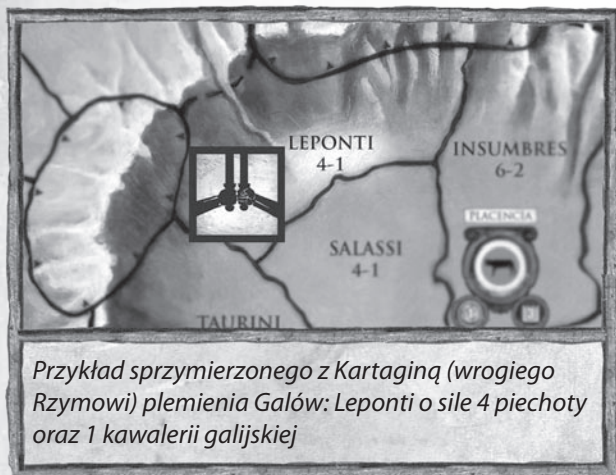 LEPONTI
4-1
INSUMBRES
6-2
PLACENCIA
SALASSI
4-1
TAURINI
Przykład sprzymierzonego z Kartaginą (wrogiego
Rzymowi) plemienia Galów: Leponti o sile 4 piechoty
oraz 1 kawalerii galijskiej